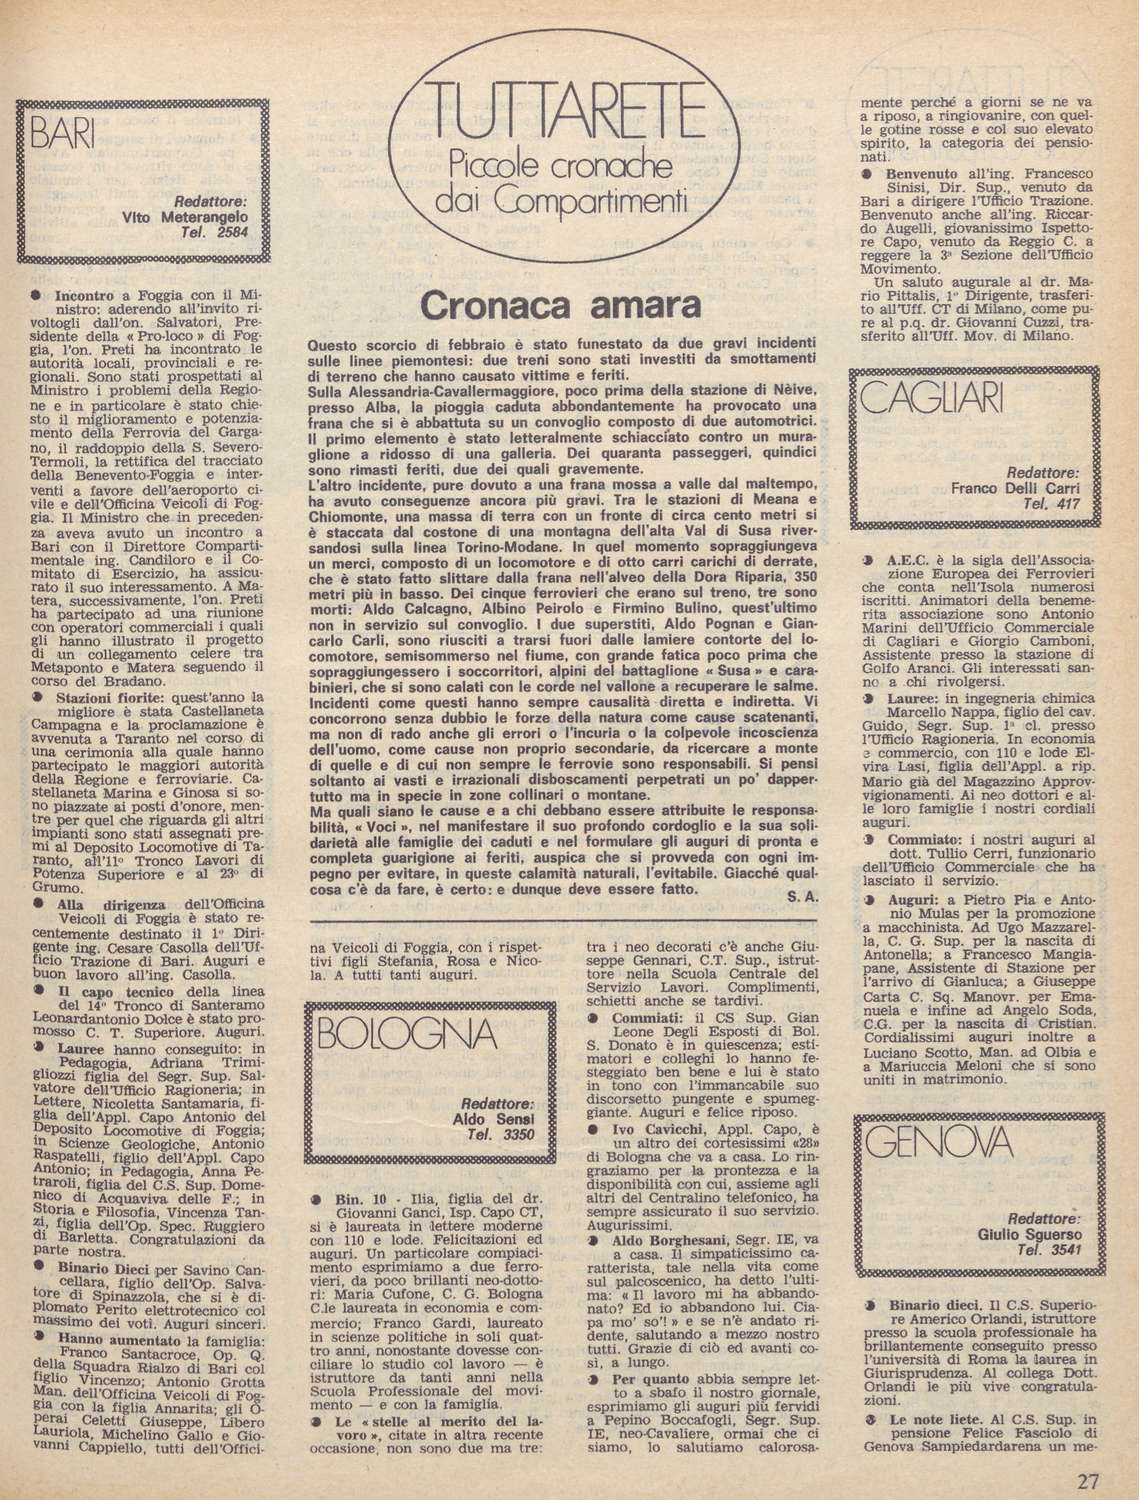 TUTTARETE
Piccole cronache
dai Compartimenti
BARI
Redattore:
Vito Meterangelo
Tel. 2584
● Incontro a Foggia con il Mi-
nistro: aderendo all'invito ri-
voltogli dall'on. Salvatori, Pre-
sidente della « Pro-loco » di Fog-
gia, l'on. Preti ha incontrato le
autorità locali, provinciali e re-
gionali. Sono stati prospettati al
Ministro i problemi della Regio-
ne e in particolare è stato chie-
sto il miglioramento e potenzia-
mento della Ferrovia del Garga-
no, il raddoppio della S. Severo-
Termoli, la rettifica del tracciato
della Benevento-Foggia e inter-
venti a favore dell'aeroporto ci-
vile e dell'Officina Veicoli di Fog-
gia. Il Ministro che in preceden-
za aveva avuto un incontro a
Bari con il Direttore Comparti-
mentale ing. Candiloro e il Co-
mitato di Esercizio, ha assicu-
rato il suo interessamento. A Ma-
tera, successivamente, l'on. Preti
ha partecipato ad una riunione
con operatori commerciali i quali
gli hanno illustrato il progetto
di un collegamento celere tra
Metaponto e Matera seguendo il
corso del Bradano.
● Stazioni fiorite: quest'anno la
migliore è stata Castellaneta
Campagna e la proclamazione è
avvenuta a Taranto nel corso di
una cerimonia alla quale hanno
partecipato le maggiori autorità
della Regione e ferroviarie. Ca-
stellaneta Marina e Ginosa si so-
no piazzate ai posti d'onore, men-
tre per quel che riguarda gli altri
impianti sono stati assegnati pre-
mi al Deposito Locomotive di Ta-
ranto, all'11º Tronco Lavori di
Potenza Superiore e al 23º di
Grumo.
● Alla dirigenza dell'Officina
Veicoli di Foggia è stato re-
centemente destinato il 1º Diri-
gente ing. Cesare Casolla dell'Uf-
ficio Trazione di Bari. Auguri e
buon lavoro all'ing. Casolla.
● Il capo tecnico della linea
del 14º Tronco di Santeramo
Leonardantonio Dolce è stato pro-
mosso C. T. Superiore. Auguri.
● Lauree hanno conseguito: in
Pedagogia, Adriana Trimi-
gliozzi figlia del Segr. Sup. Sal-
vatore dell'Ufficio Ragioneria; in
Lettere, Nicoletta Santamaria, fi-
glia dell'Appl. Capo Antonio del
Deposito Locomotive di Foggia;
in Scienze Geologiche, Antonio
Raspatelli, figlio dell'Appl. Capo
Antonio; in Pedagogia, Anna Pe-
traroli, figlia del C.S. Sup. Dome-
nico di Acquaviva delle F.; in
Storia e Filosofia, Vincenza Tan-
zi, figlia dell'Op. Spec. Ruggiero
di Barletta. Congratulazioni da
parte nostra.
● Binario Dieci per Savino Can-
cellara, figlio dell'Op. Salva-
tore di Spinazzola, che si è di-
plomato Perito elettrotecnico col
massimo dei voti. Auguri sinceri.
● Hanno aumentato la famiglia:
Franco Santacroce, Op. Q.
della Squadra Rialzo di Bari col
figlio Vincenzo; Antonio Grotta
Man. dell'Officina Veicoli di Fog-
gia con la figlia Annarita; gli O-
perai Celetti Giuseppe, Libero
Lauriola, Michelino Gallo e Gio-
vanni Cappiello, tutti dell'Offici-
Cronaca amara
Questo scorcio di febbraio è stato funestato da due gravi incidenti
sulle linee piemontesi: due treni sono stati investiti da smottamenti
di terreno che hanno causato vittime e feriti.
Sulla Alessandria-Cavallermaggiore, poco prima della stazione di Nèive,
presso Alba, la pioggia caduta abbondantemente ha provocato una
frana che si è abbattuta su un convoglio composto di due automotrici.
Il primo elemento è stato letteralmente schiacciato contro un mura-
glione a ridosso di una galleria. Dei quaranta passeggeri, quindici
sono rimasti feriti, due dei quali gravemente.
L'altro incidente, pure dovuto a una frana mossa a valle dal maltempo,
ha avuto conseguenze ancora più gravi. Tra le stazioni di Meana e
Chiomonte, una massa di terra con un fronte di circa cento metri si
è staccata dal costone di una montagna dell'alta Val di Susa river-
sandosi sulla linea Torino-Modane. In quel momento sopraggiungeva
un merci, composto di un locomotore e di otto carri carichi di derrate,
che è stato fatto slittare dalla frana nell'alveo della Dora Riparia, 350
metri più in basso. Dei cinque ferrovieri che erano sul treno, tre sono
morti: Aldo Calcagno, Albino Peirolo e Firmino Bulino, quest'ultimo
non in servizio sul convoglio. I due superstiti, Aldo Pognan e Gian-
carlo Carli, sono riusciti a trarsi fuori dalle lamiere contorte del lo-
comotore, semisommerso nel fiume, con grande fatica poco prima che
sopraggiungessero i soccorritori, alpini del battaglione « Susa » e cara-
binieri, che si sono calati con le corde nel vallone a recuperare le salme.
Incidenti come questi hanno sempre causalità diretta e indiretta. Vi
concorrono senza dubbio le forze della natura come cause scatenanti,
ma non di rado anche gli errori o l'incuria o la colpevole incoscienza
dell'uomo, come cause non proprio secondarie, da ricercare a monte
di quelle e di cui non sempre le ferrovie sono responsabili. Si pensi
soltanto ai vasti e irrazionali disboscamenti perpetrati un po' dapper-
tutto ma in specie in zone collinari o montane.
Ma quali siano le cause e a chi debbano essere attribuite le responsa-
bilità, « Voci », nel manifestare il suo profondo cordoglio e la sua soli-
darietà alle famiglie dei caduti e nel formulare gli auguri di pronta e
completa guarigione ai feriti, auspica che si provveda con ogni im-
pegno per evitare, in queste calamità naturali, l'evitabile. Giacché qual-
cosa c'è da fare, è certo: e dunque deve essere fatto.
S. A.
na Veicoli di Foggia, con i rispet-
tivi figli Stefania, Rosa e Nico-
la. A tutti tanti auguri.
BOLOGNA
Redattore:
Aldo Sensi
Tel. 3350
● Bin. 10 - Ilia, figlia del dr.
Giovanni Ganci, Isp. Capo CT,
si è laureata in lettere moderne
con 110 e lode. Felicitazioni ed
auguri. Un particolare compiaci-
mento esprimiamo a due ferro-
vieri, da poco brillanti neo-dotto-
ri: Maria Cufone, C. G. Bologna
C.le laureata in economia e com-
mercio; Franco Gardi, laureato
in scienze politiche in soli quat-
tro anni, nonostante dovesse con-
ciliare lo studio col lavoro — è
istruttore da tanti anni nella
Scuola Professionale del movi-
mento — e con la famiglia.
● Le « stelle al merito del la-
voro », citate in altra recente
occasione, non sono due ma tre:
tra i neo decorati c'è anche Giu-
seppe Gennari, C.T. Sup., istrut-
tore nella Scuola Centrale del
Servizio Lavori. Complimenti,
schietti anche se tardivi.
● Commiati: il CS Sup. Gian
Leone Degli Esposti di Bol.
S. Donato è in quiescenza; esti-
matori e colleghi lo hanno fe-
steggiato ben bene e lui è stato
in tono con l'immancabile suo
discorsetto pungente e spumeg-
giante. Auguri e felice riposo.
● Ivo Cavicchi, Appl. Capo, è
un altro dei cortesissimi «28»
di Bologna che va a casa. Lo rin-
graziamo per la prontezza e la
disponibilità con cui, assieme agli
altri del Centralino telefonico, ha
sempre assicurato il suo servizio.
Augurissimi.
● Aldo Borghesani, Segr. IE, va
a casa. Il simpaticissimo ca-
ratterista, tale nella vita come
sul palcoscenico, ha detto l'ulti-
ma: « Il lavoro mi ha abbando-
nato? Ed io abbandono lui. Cia-
pa mo' so'! » e se n'è andato ri-
dente, salutando a mezzo nostro
tutti. Grazie di ciò ed avanti co-
sì, a lungo.
● Per quanto abbia sempre let-
to a sbafo il nostro giornale,
esprimiamo gli auguri più fervidi
a Pepino Boccafogli, Segr. Sup.
IE, neo-Cavaliere, ormai che ci
siamo, lo salutiamo calorosa-
mente perché a giorni se ne va
a riposo, a ringiovanire, con quel-
le gotine rosse e col suo elevato
spirito, la categoria dei pensio-
nati.
● Benvenuto all'ing. Francesco
Sinisi, Dir. Sup., venuto da
Bari a dirigere l'Ufficio Trazione.
Benvenuto anche all'ing. Riccar-
do Augelli, giovanissimo Ispetto-
re Capo, venuto da Reggio C. a
reggere la 3ª Sezione dell'Ufficio
Movimento.
Un saluto augurale al dr. Ma-
rio Pittalis, 1º Dirigente, trasferi-
to all'Uff. CT di Milano, come pu-
re al p.q. dr. Giovanni Cuzzi, tra-
sferito all'Uff. Mov. di Milano.
CAGLIARI
Redattore:
Franco Delli Carri
Tel. 417
● A.E.C. è la sigla dell'Associa-
zione Europea dei Ferrovieri
che conta nell'Isola numerosi
iscritti. Animatori della beneme-
rita associazione sono Antonio
Marini dell'Ufficio Commerciale
di Cagliari e Giorgio Camboni,
Assistente presso la stazione di
Golfo Aranci. Gli interessati san-
no a chi rivolgersi.
● Lauree: in ingegneria chimica
Marcello Nappa, figlio del cav.
Guido, Segr. Sup. 1ª cl. presso
l'Ufficio Ragioneria. In economia
e commercio, con 110 e lode El-
vira Lasi, figlia dell'Appl. a rip.
Mario già del Magazzino Approv-
vigionamenti. Ai neo dottori e al-
le loro famiglie i nostri cordiali
auguri.
● Commiato: i nostri auguri al
dott. Tullio Cerri, funzionario
dell'Ufficio Commerciale che ha
lasciato il servizio.
● Auguri: a Pietro Pia e Anto-
nio Mulas per la promozione
a macchinista. Ad Ugo Mazzarel-
la, C. G. Sup. per la nascita di
Antonella; a Francesco Mangia-
pane, Assistente di Stazione per
l'arrivo di Gianluca; a Giuseppe
Carta C. Sq. Manovr. per Ema-
nuela e infine ad Angelo Soda,
C.G. per la nascita di Cristian.
Cordialissimi auguri inoltre a
Luciano Scotto, Man. ad Olbia e
a Mariuccia Meloni che si sono
uniti in matrimonio.
GENOVA
Redattore:
Giulio Sguerso
Tel. 3541
● Binario dieci. Il C.S. Superio-
re Americo Orlandi, istruttore
presso la scuola professionale ha
brillantemente conseguito presso
l'università di Roma la laurea in
Giurisprudenza. Al collega Dott.
Orlandi le più vive congratula-
zioni.
● Le note liete. Al C.S. Sup. in
pensione Felice Fasciolo di
Genova Sampiedardarena un me-
27